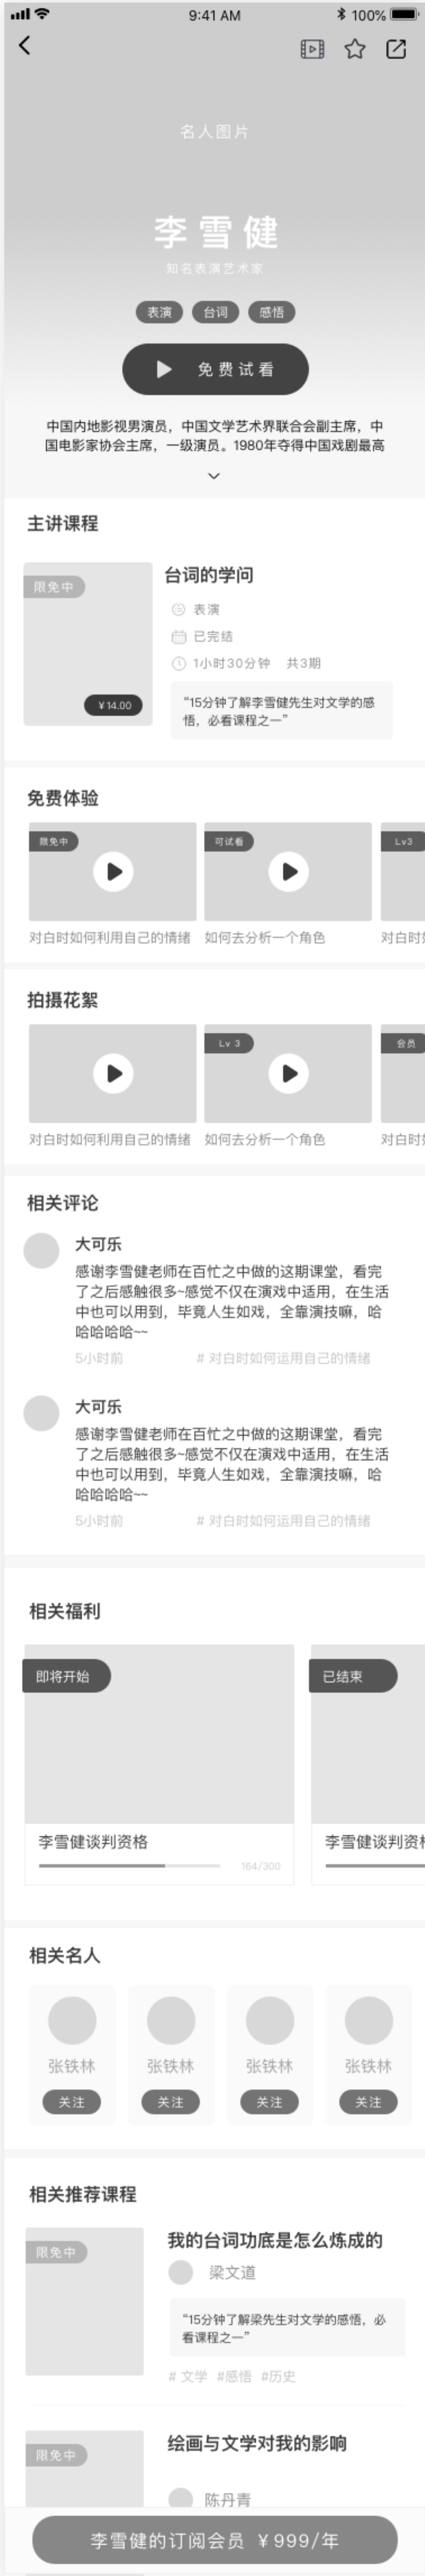 9:41 AM
100%
名人图片
李雪健
知名表演艺术家
表演 台词 感悟
免费试看
中国内地影视男演员，中国文学艺术界联合会副主席，中
国电影家协会主席，一级演员。1980年夺得中国戏剧最高
主讲课程
限免中
¥14.00
台词的学问
表演
已完结
1小时30分钟 共3期
“15分钟了解李雪健先生对文学的感
悟，必看课程之一”
免费体验
限免中 可试看 Lv3
对白时如何利用自己的情绪 如何去分析一个角色 对白时
拍摄花絮
Lv 3 会员
对白时如何利用自己的情绪 如何去分析一个角色 对白时
相关评论
大可乐
感谢李雪健老师在百忙之中做的这期课堂，看完
了之后感触很多~感觉不仅在演戏中适用，在生活
中也可以用到，毕竟人生如戏，全靠演技嘛，哈
哈哈哈哈~~
5小时前 # 对白时如何运用自己的情绪
大可乐
感谢李雪健老师在百忙之中做的这期课堂，看完
了之后感触很多~感觉不仅在演戏中适用，在生活
中也可以用到，毕竟人生如戏，全靠演技嘛，哈
哈哈哈哈~~
5小时前 # 对白时如何运用自己的情绪
相关福利
即将开始 已结束
李雪健谈判资格 李雪健谈判资格
164/300
相关名人
张铁林 张铁林 张铁林 张铁林
关注 关注 关注 关注
相关推荐课程
限免中
我的台词功底是怎么炼成的
梁文道
“15分钟了解梁先生对文学的感悟，必
看课程之一”
# 文学 #感悟 #历史
限免中
绘画与文学对我的影响
陈丹青
李雪健的订阅会员 ¥999/年